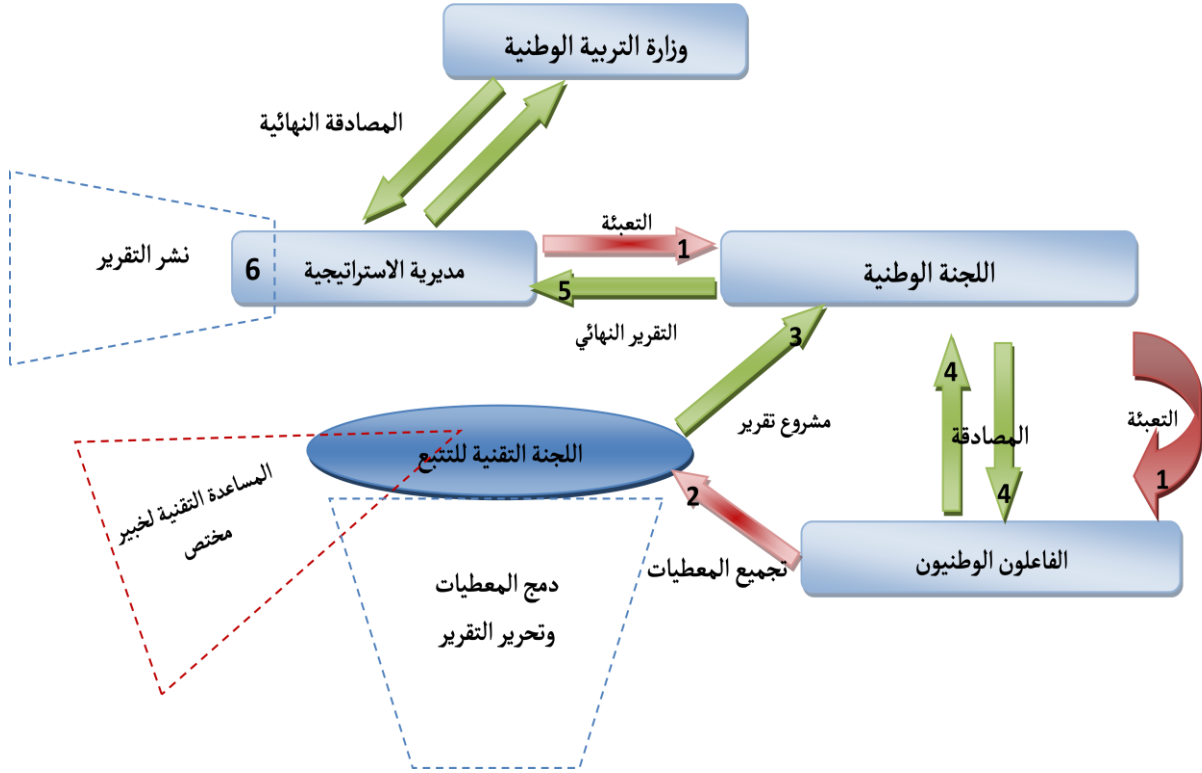 وزارة التربية الوطنية
المصادقة النهائية
التعبئة
1
نشر التقرير
6
مديرية الاستراتيجية
اللجنة الوطنية
5
التقرير النهائي
3
4
التعبئة
المصادقة
مشروع تقرير
اللجنة التقنية للتتبع
1
2
4
المساعدة التقنية لخبير
مختص
تجميع المعطيات
الفاعلون الوطنيون
دمج المعطيات
وتحرير التقرير